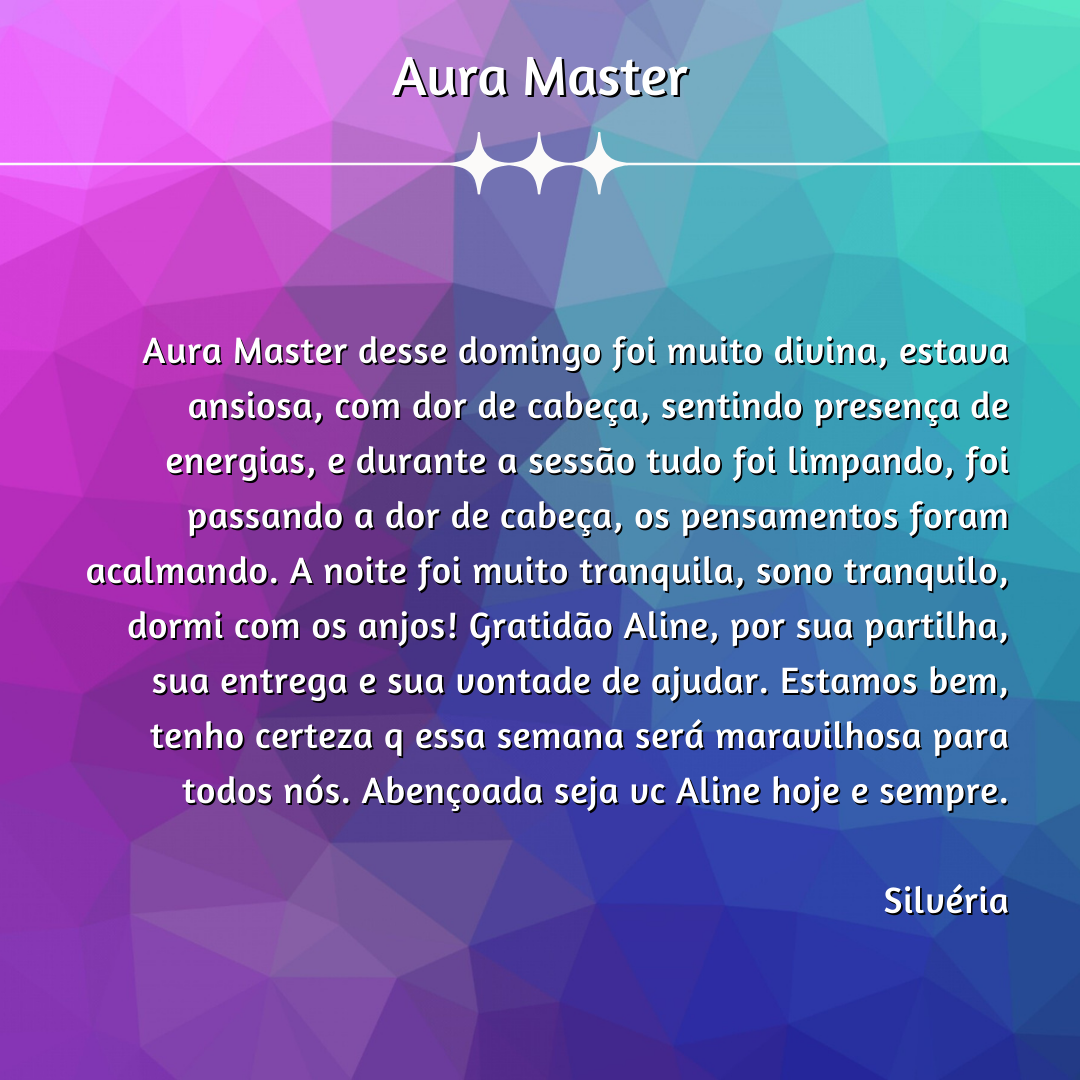 Aura Master
Aura Master desse domingo foi muito divina, estava
ansiosa, com dor de cabeça, sentindo presença de
energias, e durante a sessão tudo foi limpando, foi
passando a dor de cabeça, os pensamentos foram
acalmando. A noite foi muito tranquila, sono tranquilo,
dormi com os anjos! Gratidão Aline, por sua partilha,
sua entrega e sua vontade de ajudar. Estamos bem,
tenho certeza q essa semana será maravilhosa para
todos nós. Abençoada seja vc Aline hoje e sempre.
Silvéria